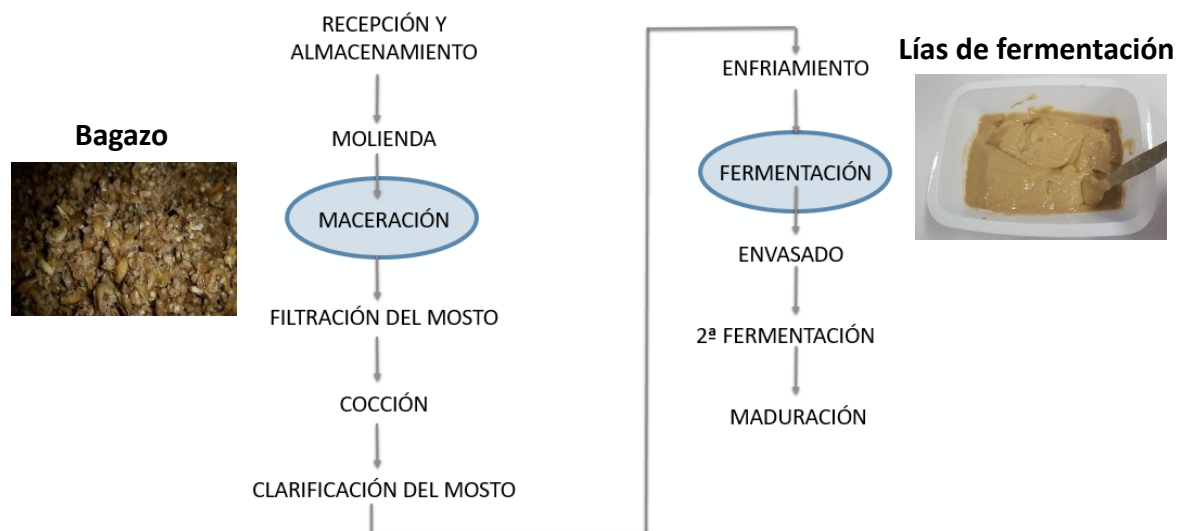 Bagazo
RECEPCIÓN Y
ALMACENAMIENTO
MOLIENDA
MACERACIÓN
FILTRACIÓN DEL MOSTO
COCCIÓN
CLARIFICACIÓN DEL MOSTO
ENFRIAMIENTO
FERMENTACIÓN
ENVASADO
2ª FERMENTACIÓN
MADURACIÓN
Lías de fermentación